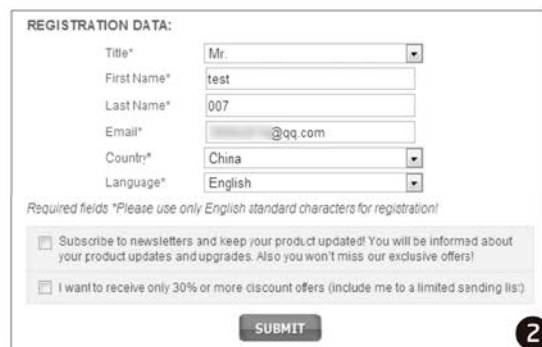 REGISTRATION DATA:
Title* Mr.
First Name* test
Last Name* 007
Email* @qq.com
Country* China
Language* English
Required fields *Please use only English standard characters for registration!
Subscribe to newsletters and keep your product updated! You will be informed about
your product updates and upgrades. Also you won't miss our exclusive offers!
I want to receive only 30% or more discount offers (include me to a limited sending list)
SUBMIT
2